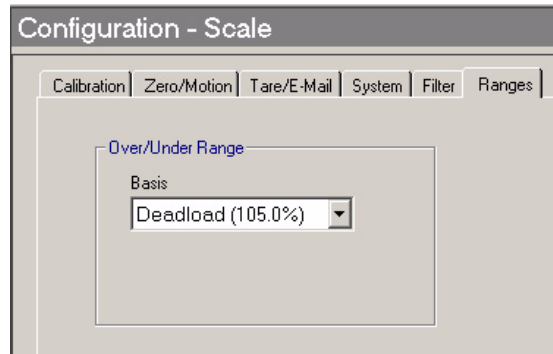 Configuration - Scale
Calibration Zero/Motion Tare/E-Mail System Filter Ranges
Over/Under Range
Basis
Deadload (105.0%)